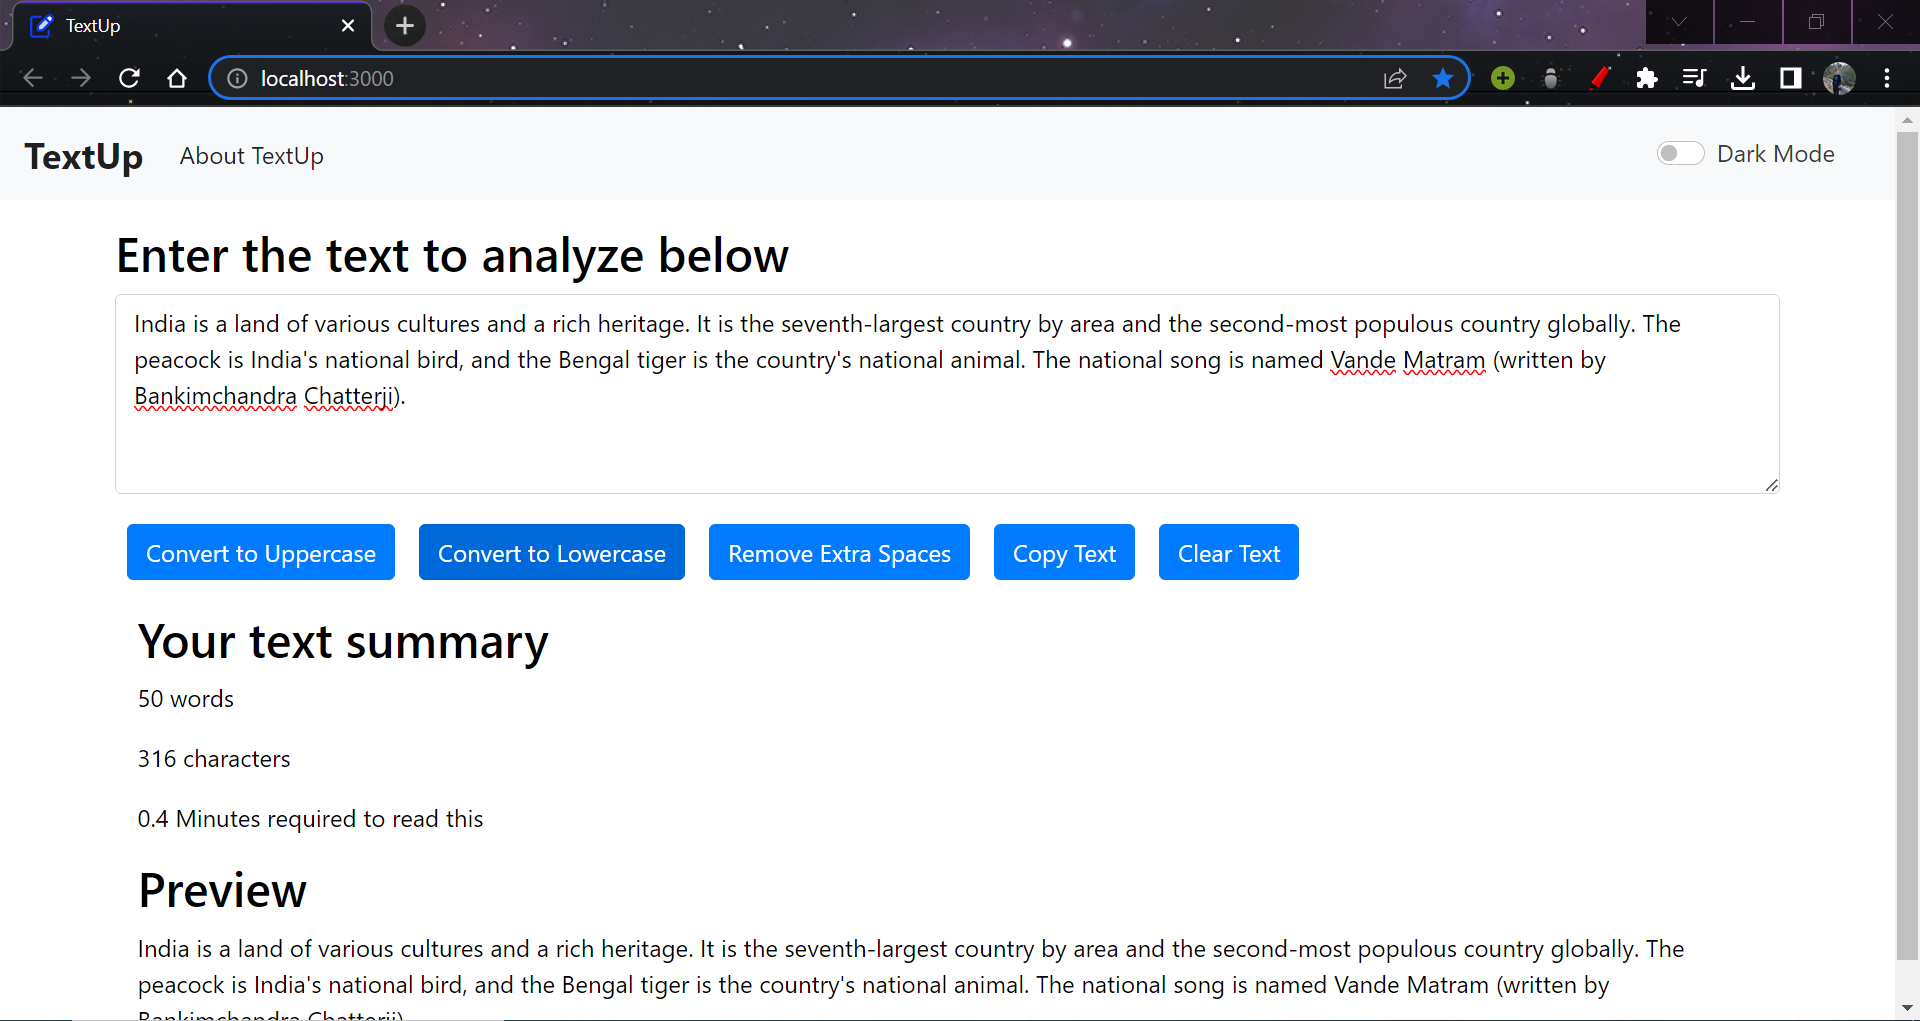 TextUp
localhost:3000
TextUp About TextUp Dark Mode
Enter the text to analyze below
India is a land of various cultures and a rich heritage. It is the seventh-largest country by area and the second-most populous country globally. The
peacock is India's national bird, and the Bengal tiger is the country's national animal. The national song is named Vande Matram (written by
Bankimchandra Chatterji).
Convert to Uppercase Convert to Lowercase Remove Extra Spaces Copy Text Clear Text
Your text summary
50 words
316 characters
0.4 Minutes required to read this
Preview
India is a land of various cultures and a rich heritage. It is the seventh-largest country by area and the second-most populous country globally. The
peacock is India's national bird, and the Bengal tiger is the country's national animal. The national song is named Vande Matram (written by
Bankimchandra Chatterji)